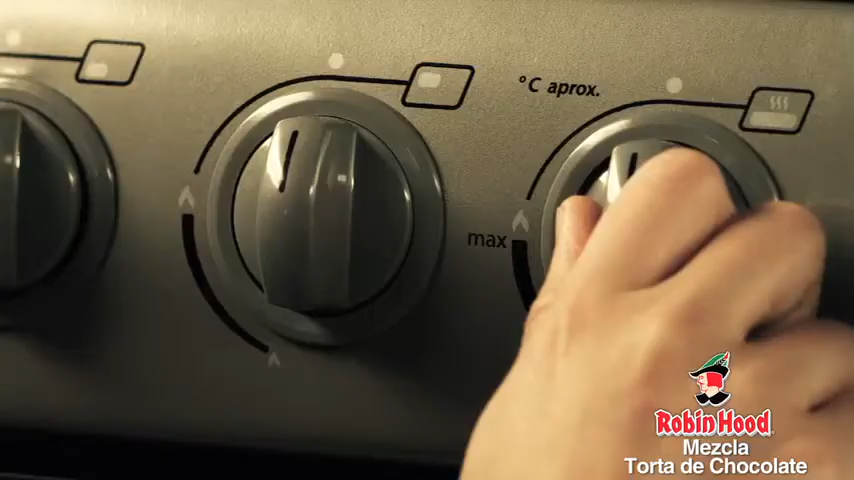 °C aprox.
max
Robin Hood
Mezcla
Torta de Chocolate